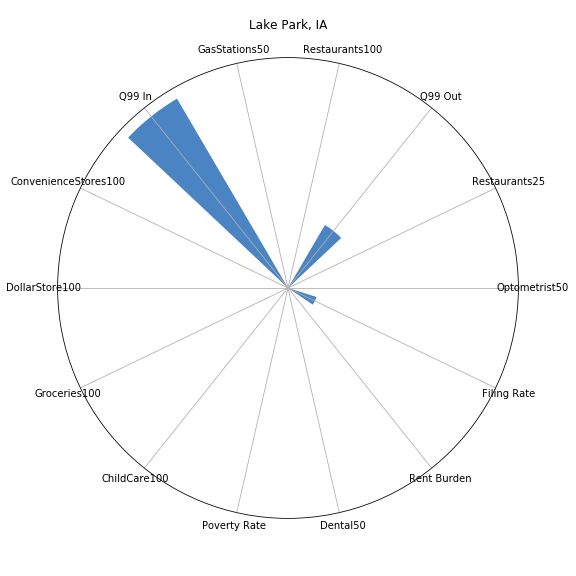 Lake Park, IA
GasStations50
Restaurants100
Q99 In
Q99 Out
ConvenienceStores100
Restaurants25
DollarStore100
Optometrist50
Groceries100
Filing Rate
ChildCare100
Rent Burden
Poverty Rate
Dental50